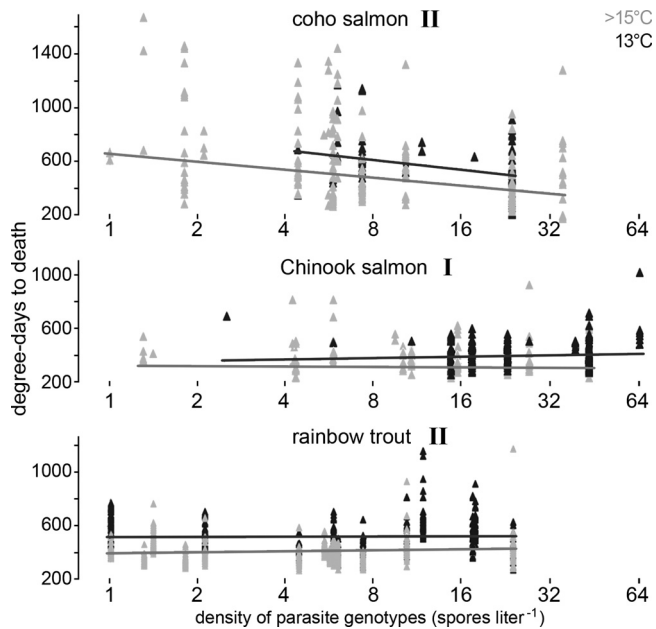 coho salmon II
>15°C
13°C
1400
1000
600
200
1 2 4 8 16 32 64
Chinook salmon I
1000
600
200
1 2 4 8 16 32 64
rainbow trout II
1000
600
200
1 2 4 8 16 32 64
degree-days to death
density of parasite genotypes (spores liter-1)